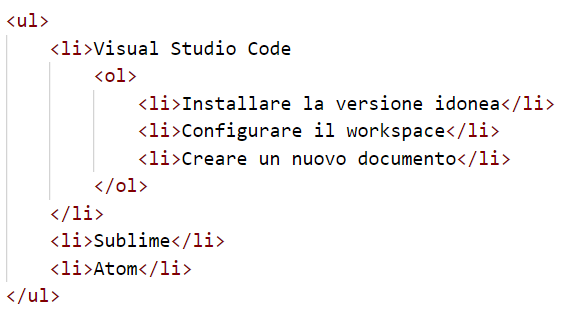 <ul>
<li>Visual Studio Code
<ol>
<li>Installare la versione idonea</li>
<li>Configurare il workspace</li>
<li>Creare un nuovo documento</li>
</ol>
</li>
<li>Sublime</li>
<li>Atom</li>
</ul>